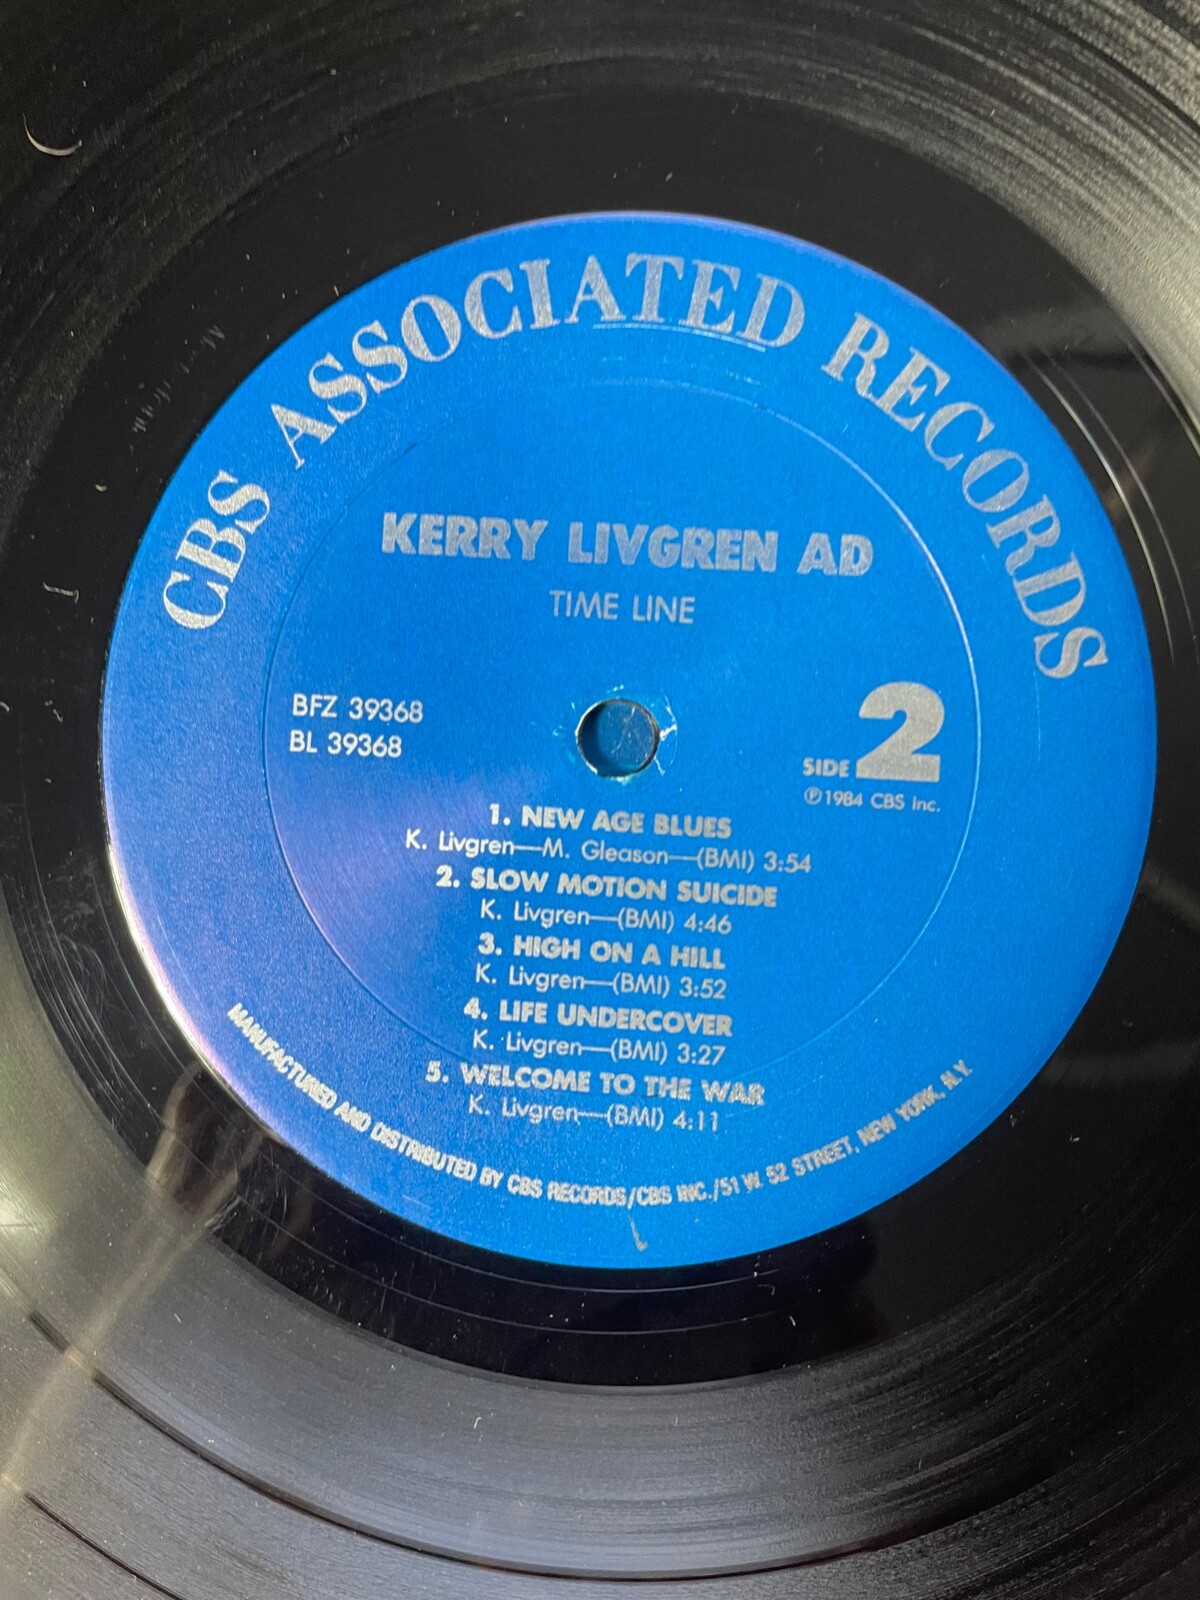 CBS ASSOCIATED RECORDS
KERRY LIVGREN AD
TIME LINE
BFZ 39368
BL 39368
SIDE 2
℗1984 CBS Inc.
1. NEW AGE BLUES
K. Livgren—M. Gleason—(BMI) 3:54
2. SLOW MOTION SUICIDE
K. Livgren—(BMI) 4:46
3. HIGH ON A HILL
K. Livgren—(BMI) 3:52
4. LIFE UNDERCOVER
K. Livgren—(BMI) 3:27
5. WELCOME TO THE WAR
K. Livgren—(BMI) 4:11
MANUFACTURED AND DISTRIBUTED BY CBS RECORDS/CBS INC./51 W. 52 STREET, NEW YORK, N.Y.